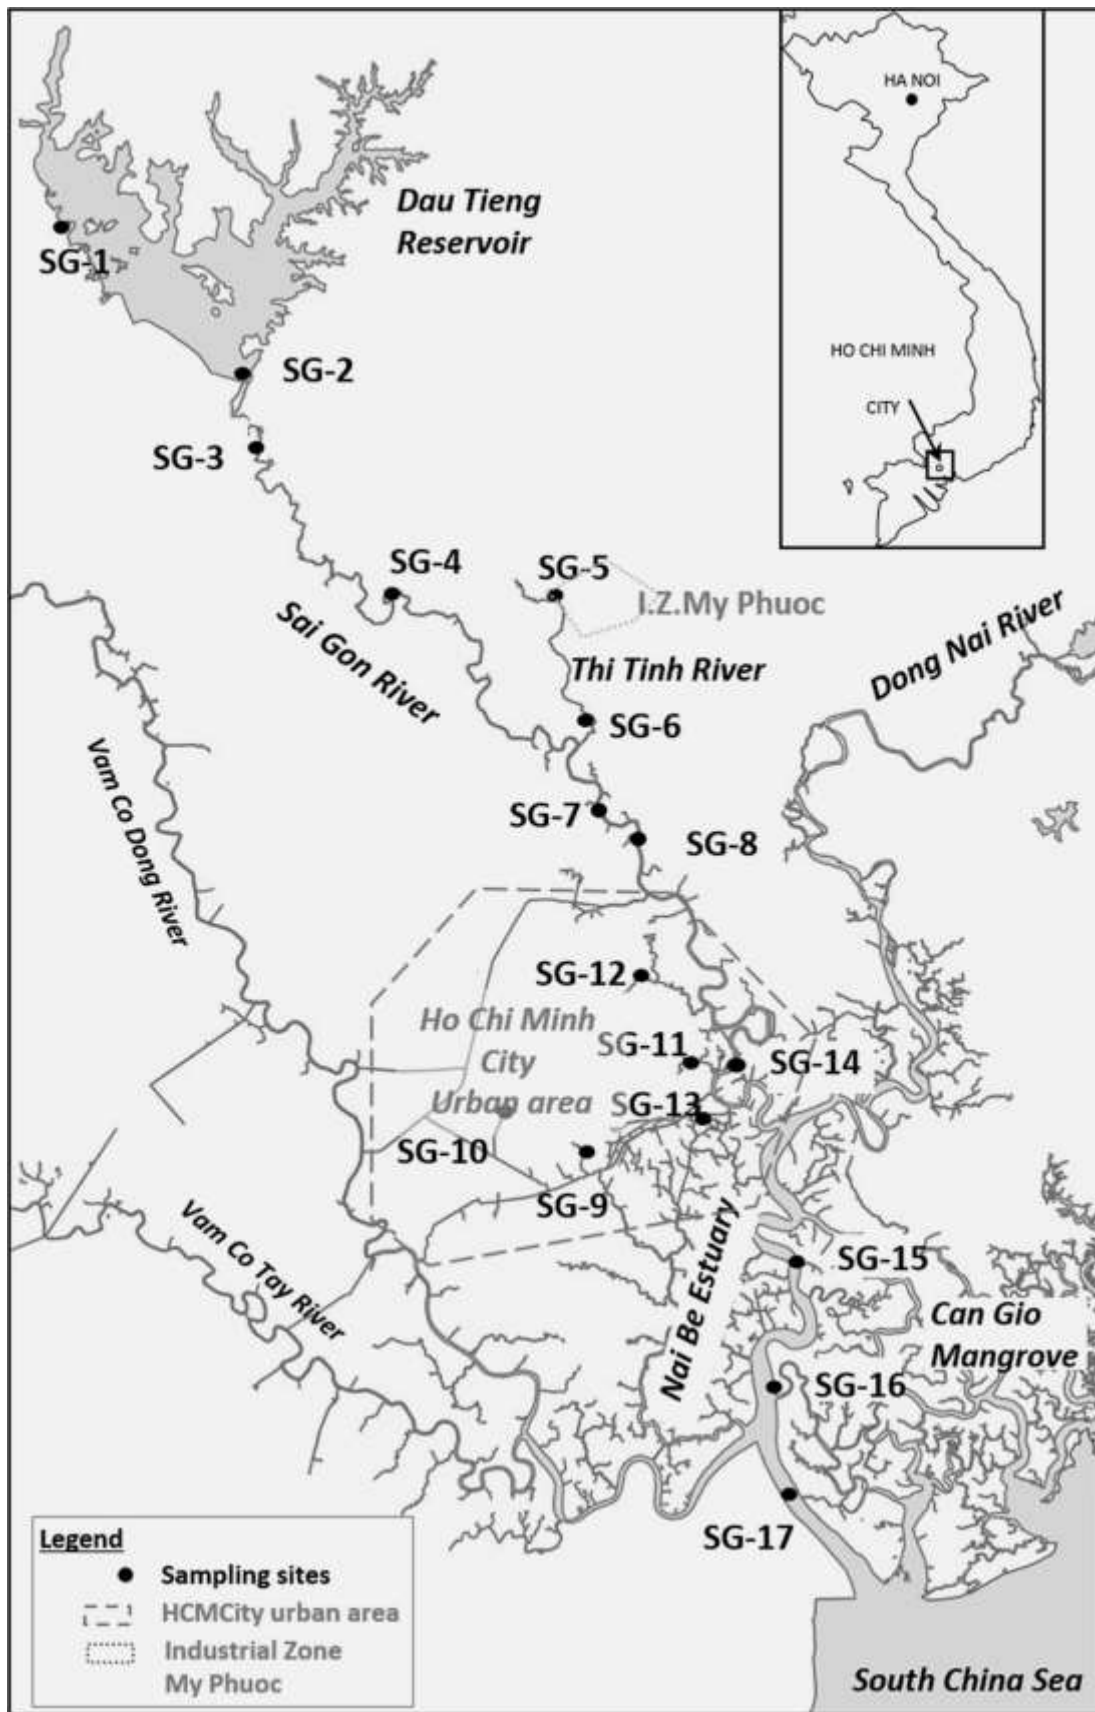 HA NOI
Dau Tieng
Reservoir
SG-1
HO CHI MINH
SG-2
CITY
SG-3
SG-4
SG-5
I.Z.My Phuoc
Sai Gon River
Thi Tinh River
Dong Nai River
SG-6
Vam Co Dong River
SG-7
SG-8
SG-12
Ho Chi Minh
City
Urban area
SG-11
SG-14
SG-13
SG-10
SG-9
Vam Co Tay River
Nai Be Estuary
SG-15
Can Gio
Mangrove
SG-16
SG-17
Legend
Sampling sites
HCMCity urban area
Industrial Zone
My Phuoc
South China Sea